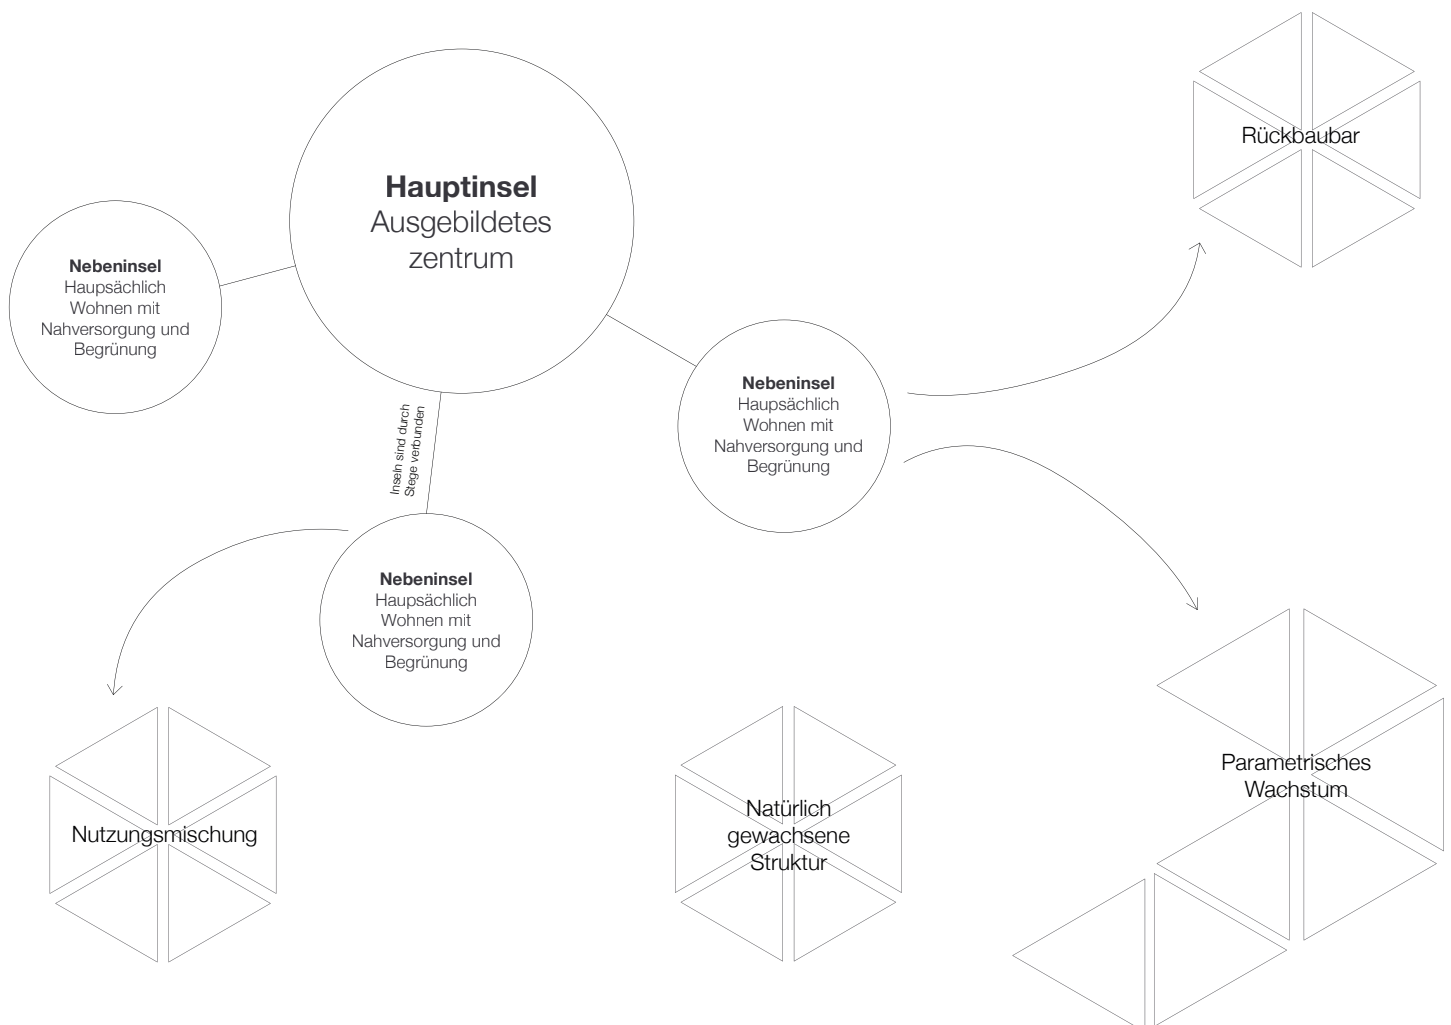 Hauptinsel
Ausgebildetes
zentrum
Rückbaubar
Nebeninsel
Haupsächlich
Wohnen mit
Nahversorgung und
Begrünung
Nebeninsel
Haupsächlich
Wohnen mit
Nahversorgung und
Begrünung
Inseln sind durch
Stege verbunden
Nebeninsel
Haupsächlich
Wohnen mit
Nahversorgung und
Begrünung
Nutzungsmischung
Natürlich
gewachsene
Struktur
Parametrisches
Wachstum